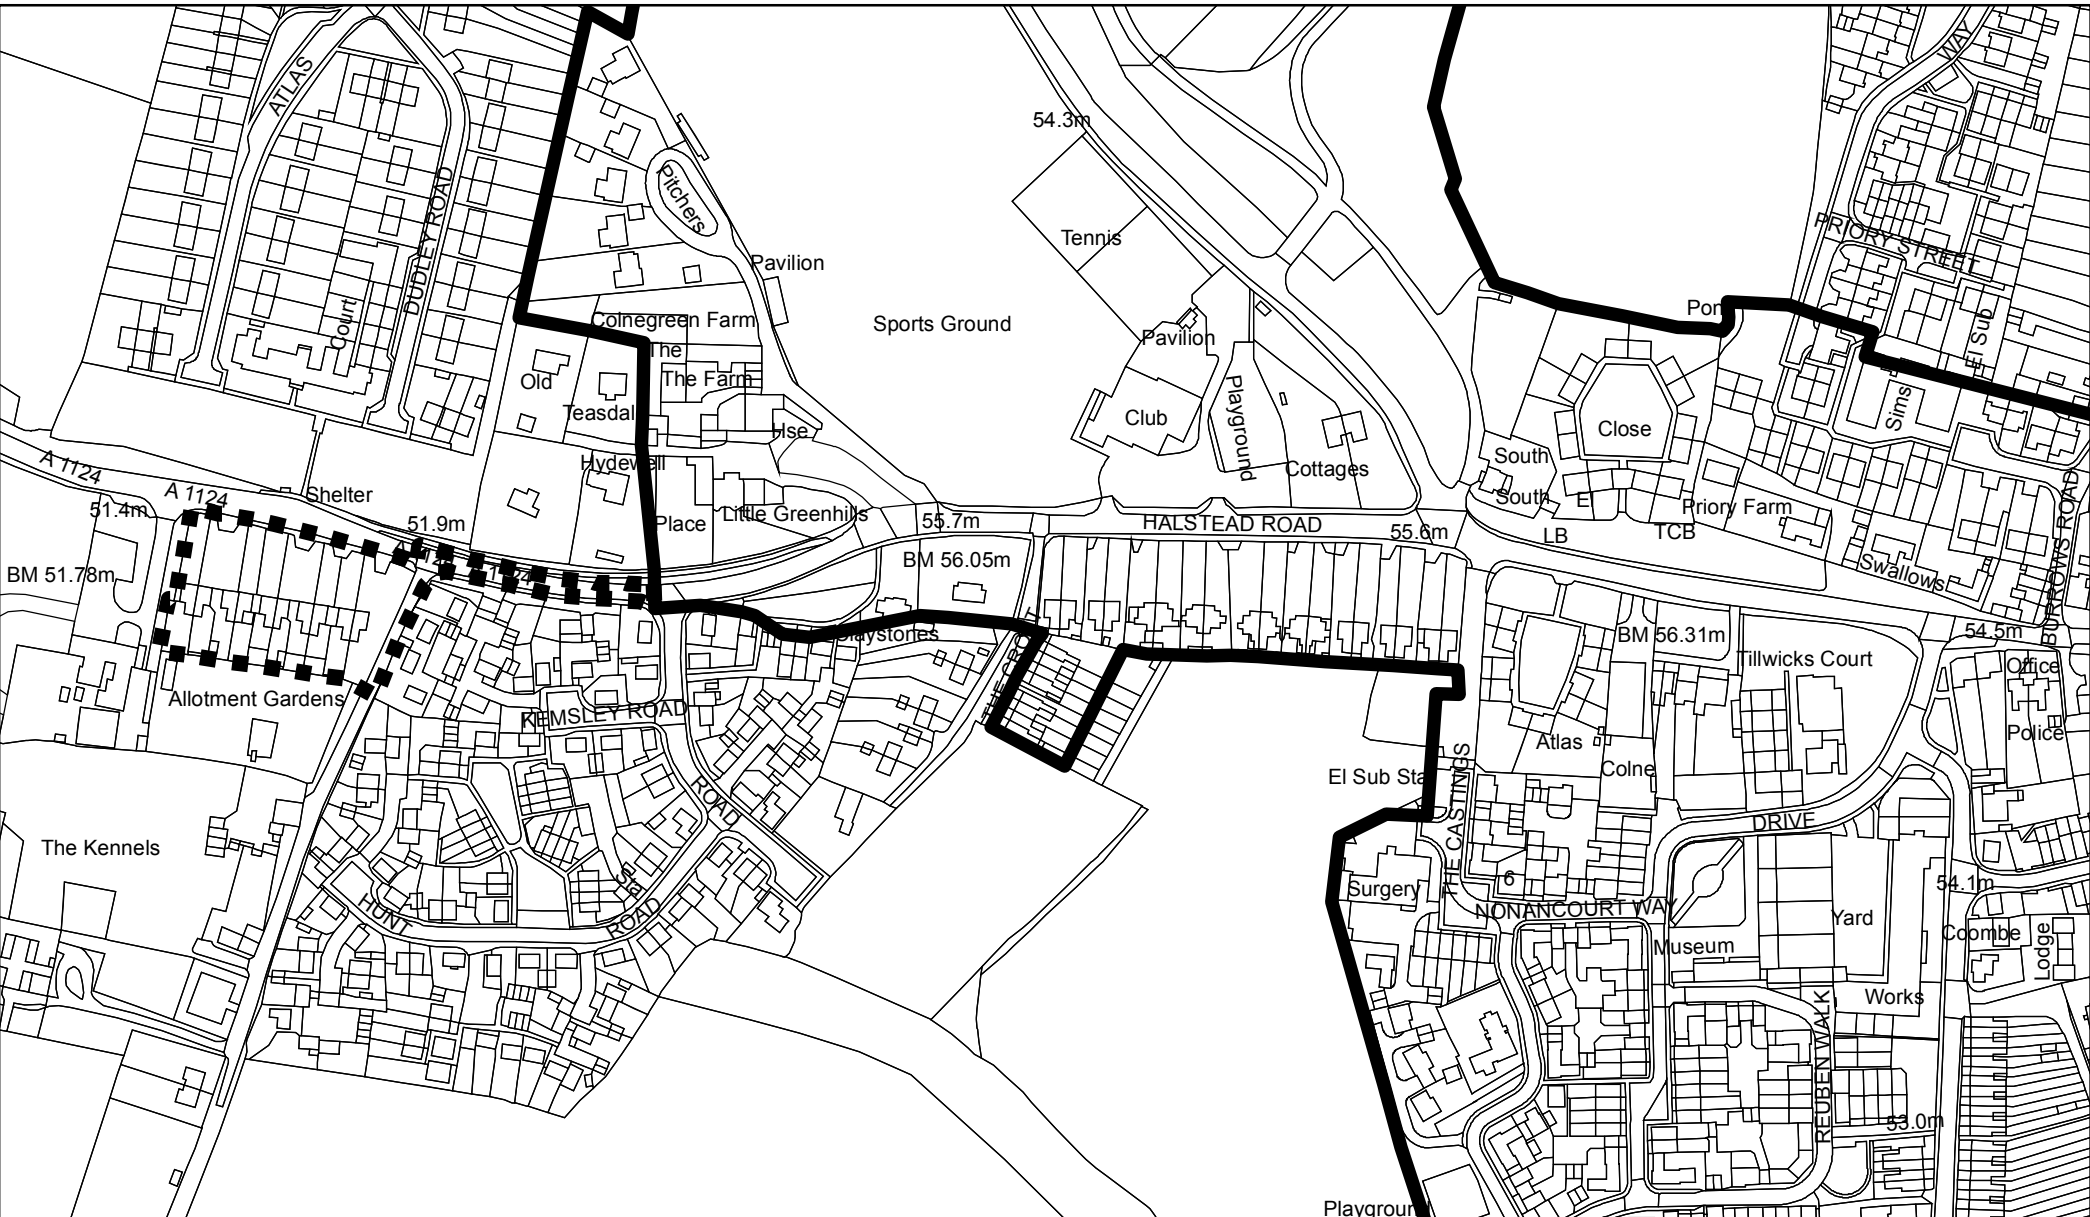 WAY
ATLAS
54.3m
Pitchers
DUDLEY ROAD
PRIORY STREET
Tennis
Pavilion
Colnegreen Farm
Sports Ground
Pon
Court
El Sub
The
Pavilion
Old
The Farm
Teasdal
Club
Playground
Sims
Hse
Close
A 1124
Hydewell
Cottages
South
A 1124
Shelter
South
El
Priory Farm
BURROWS ROAD
51.4m
51.9m
Place
Little Greenhills
55.7m
HALSTEAD ROAD
55.6m
LB
TCB
BM 51.78m
BM 56.05m
Swallows
Claystones
THE CROFT
BM 56.31m
54.5m
Tillwicks Court
Office
Allotment Gardens
KEMSLEY ROAD
Police
Atlas
Colne
El Sub Sta
THE CASTINGS
ROAD
DRIVE
The Kennels
Sta
Surgery
6
54.1m
HUNT
ROAD
NONANCOURT WAY
Yard
Coombe
Lodge
Museum
Works
REUBEN WALK
53.0m
Playground